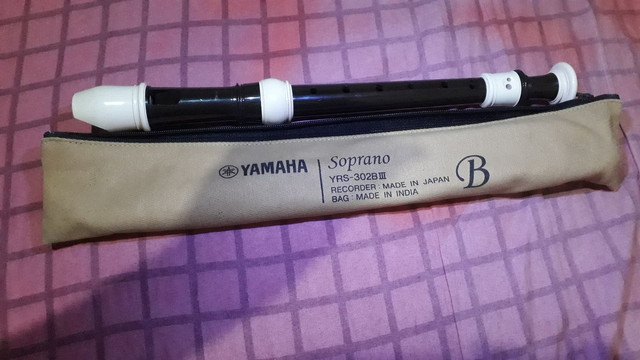 YAMAHA
Soprano
YRS-302BIII
RECORDER: MADE IN JAPAN
BAG: MADE IN INDIA
B